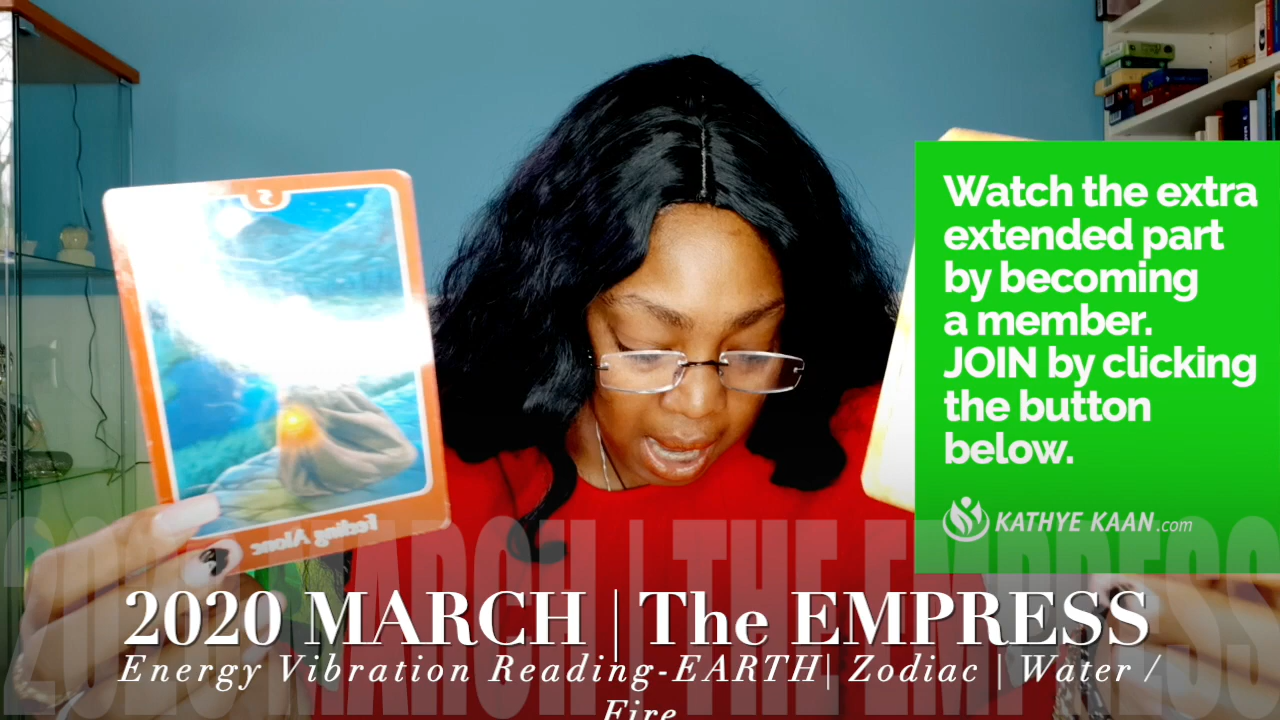 5
Feeling Alone
Watch the extra
extended part
by becoming
a member.
JOIN by clicking
the button
below.
KATHYE KAAN.com
2020 MARCH | THE EMPRESS
2020 MARCH | The EMPRESS
Energy Vibration Reading-EARTH| Zodiac | Water /
Fire